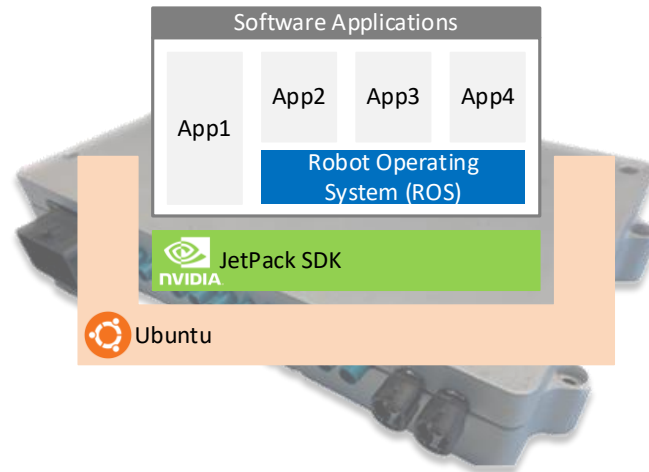 Software Applications
App1
App2
App3
App4
Robot Operating
System (ROS)
NVIDIA
JetPack SDK
Ubuntu